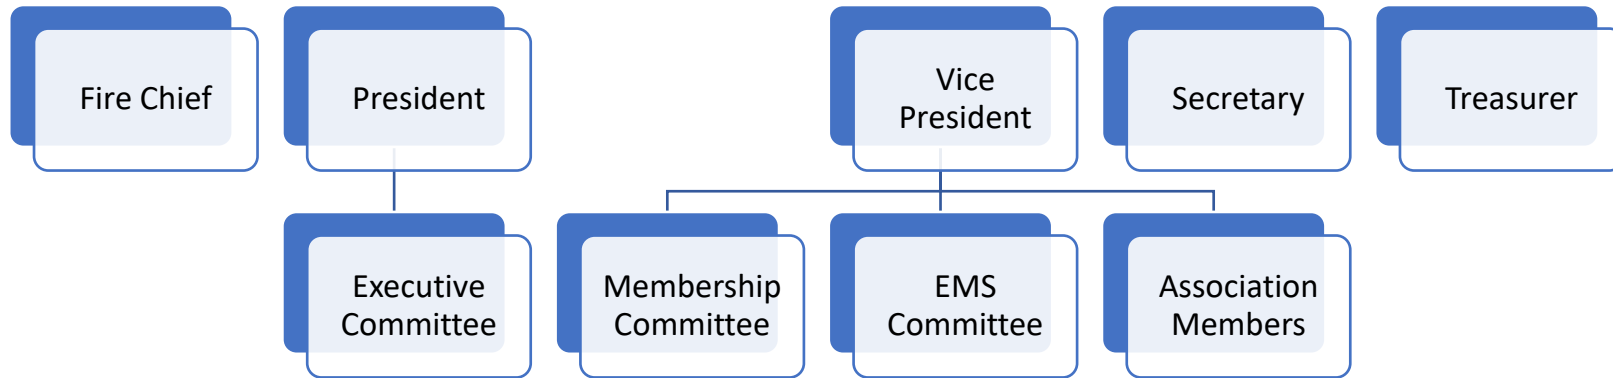 Fire Chief
President
Vice
President
Secretary
Treasurer
Executive
Committee
Membership
Committee
EMS
Committee
Association
Members